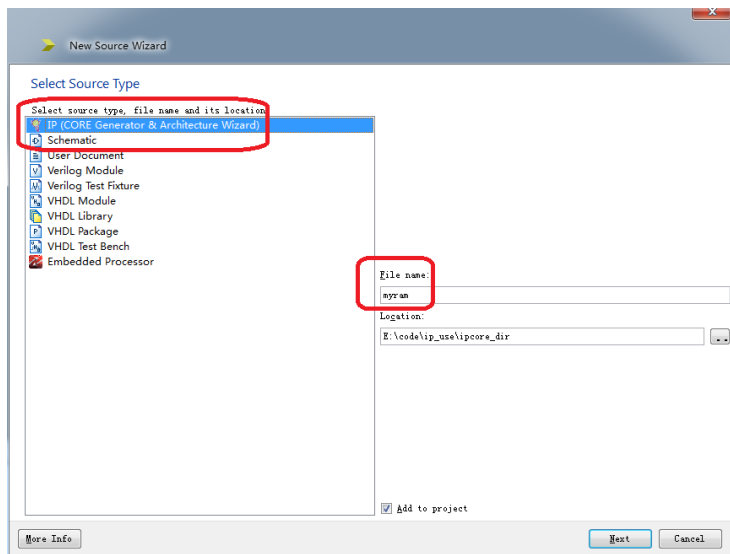 New Source Wizard
Select Source Type
Select source type, file name and its location
IP (CORE Generator & Architecture Wizard)
Schematic
User Document
Verilog Module
Verilog Test Fixture
VHDL Module
VHDL Library
VHDL Package
VHDL Test Bench
Embedded Processor
File name:
myram
Location:
E:\code\ip_use\ipcore_dir
..
Add to project
More Info
Next
Cancel